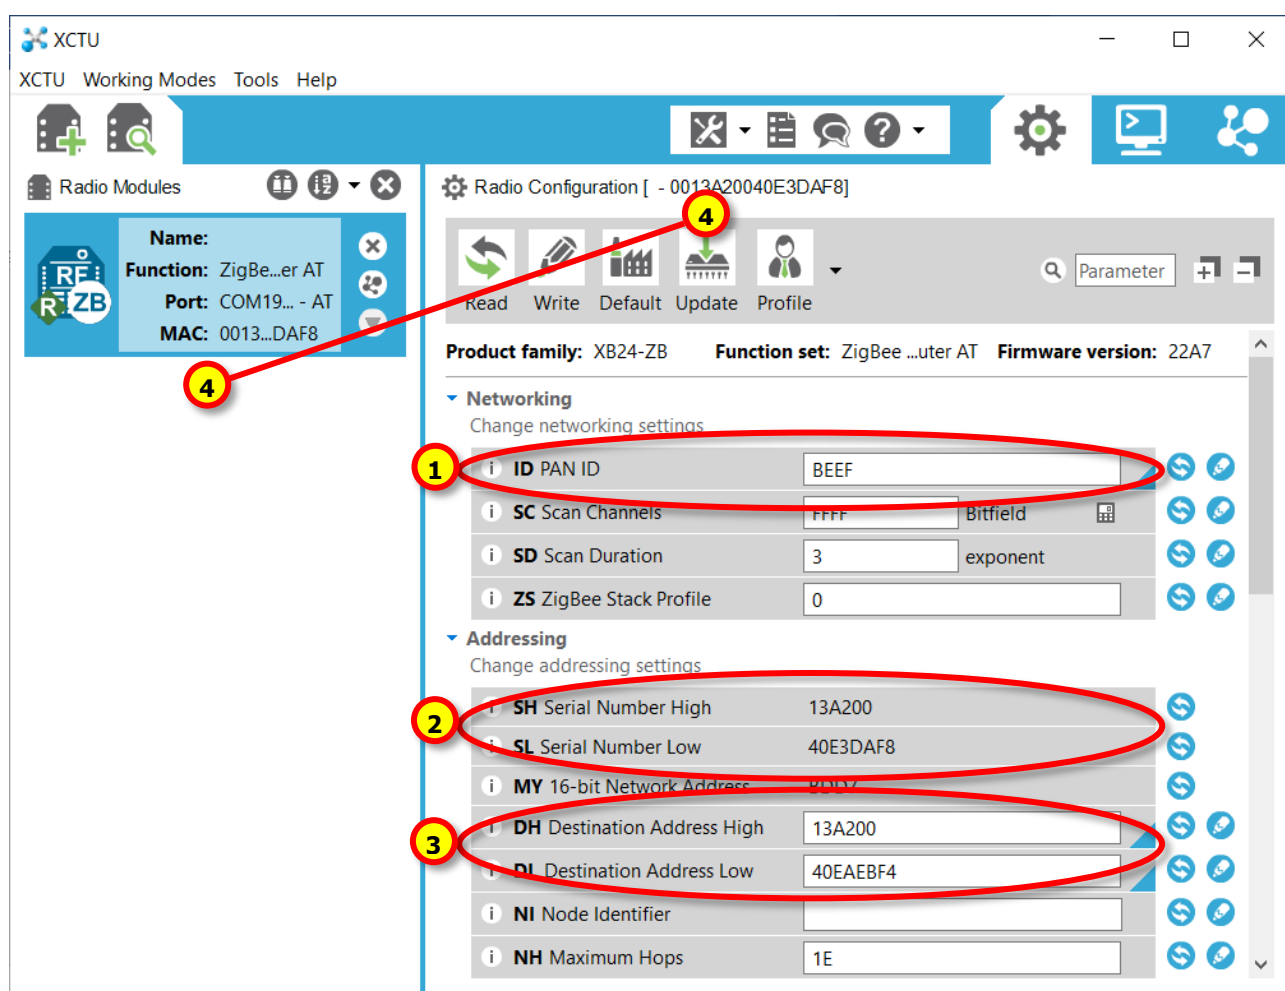 XCTU
XCTU Working Modes Tools Help
Radio Modules
Radio Configuration [ - 0013A20040E3DAF8]
4
Name:
Function: ZigBe...er AT
Port: COM19... - AT
MAC: 0013...DAF8
RF
R ZB
4
Read Write Default Update Profile
Parameter
Product family: XB24-ZB Function set: ZigBee ...uter AT Firmware version: 22A7
Networking
Change networking settings
1
i ID PAN ID BEEF
i SC Scan Channels FFFF Bitfield
i SD Scan Duration 3 exponent
i ZS ZigBee Stack Profile 0
Addressing
Change addressing settings
2
i SH Serial Number High 13A200
i SL Serial Number Low 40E3DAF8
i MY 16-bit Network Address BDD7
3
i DH Destination Address High 13A200
i DL Destination Address Low 40EAEBF4
i NI Node Identifier
i NH Maximum Hops 1E